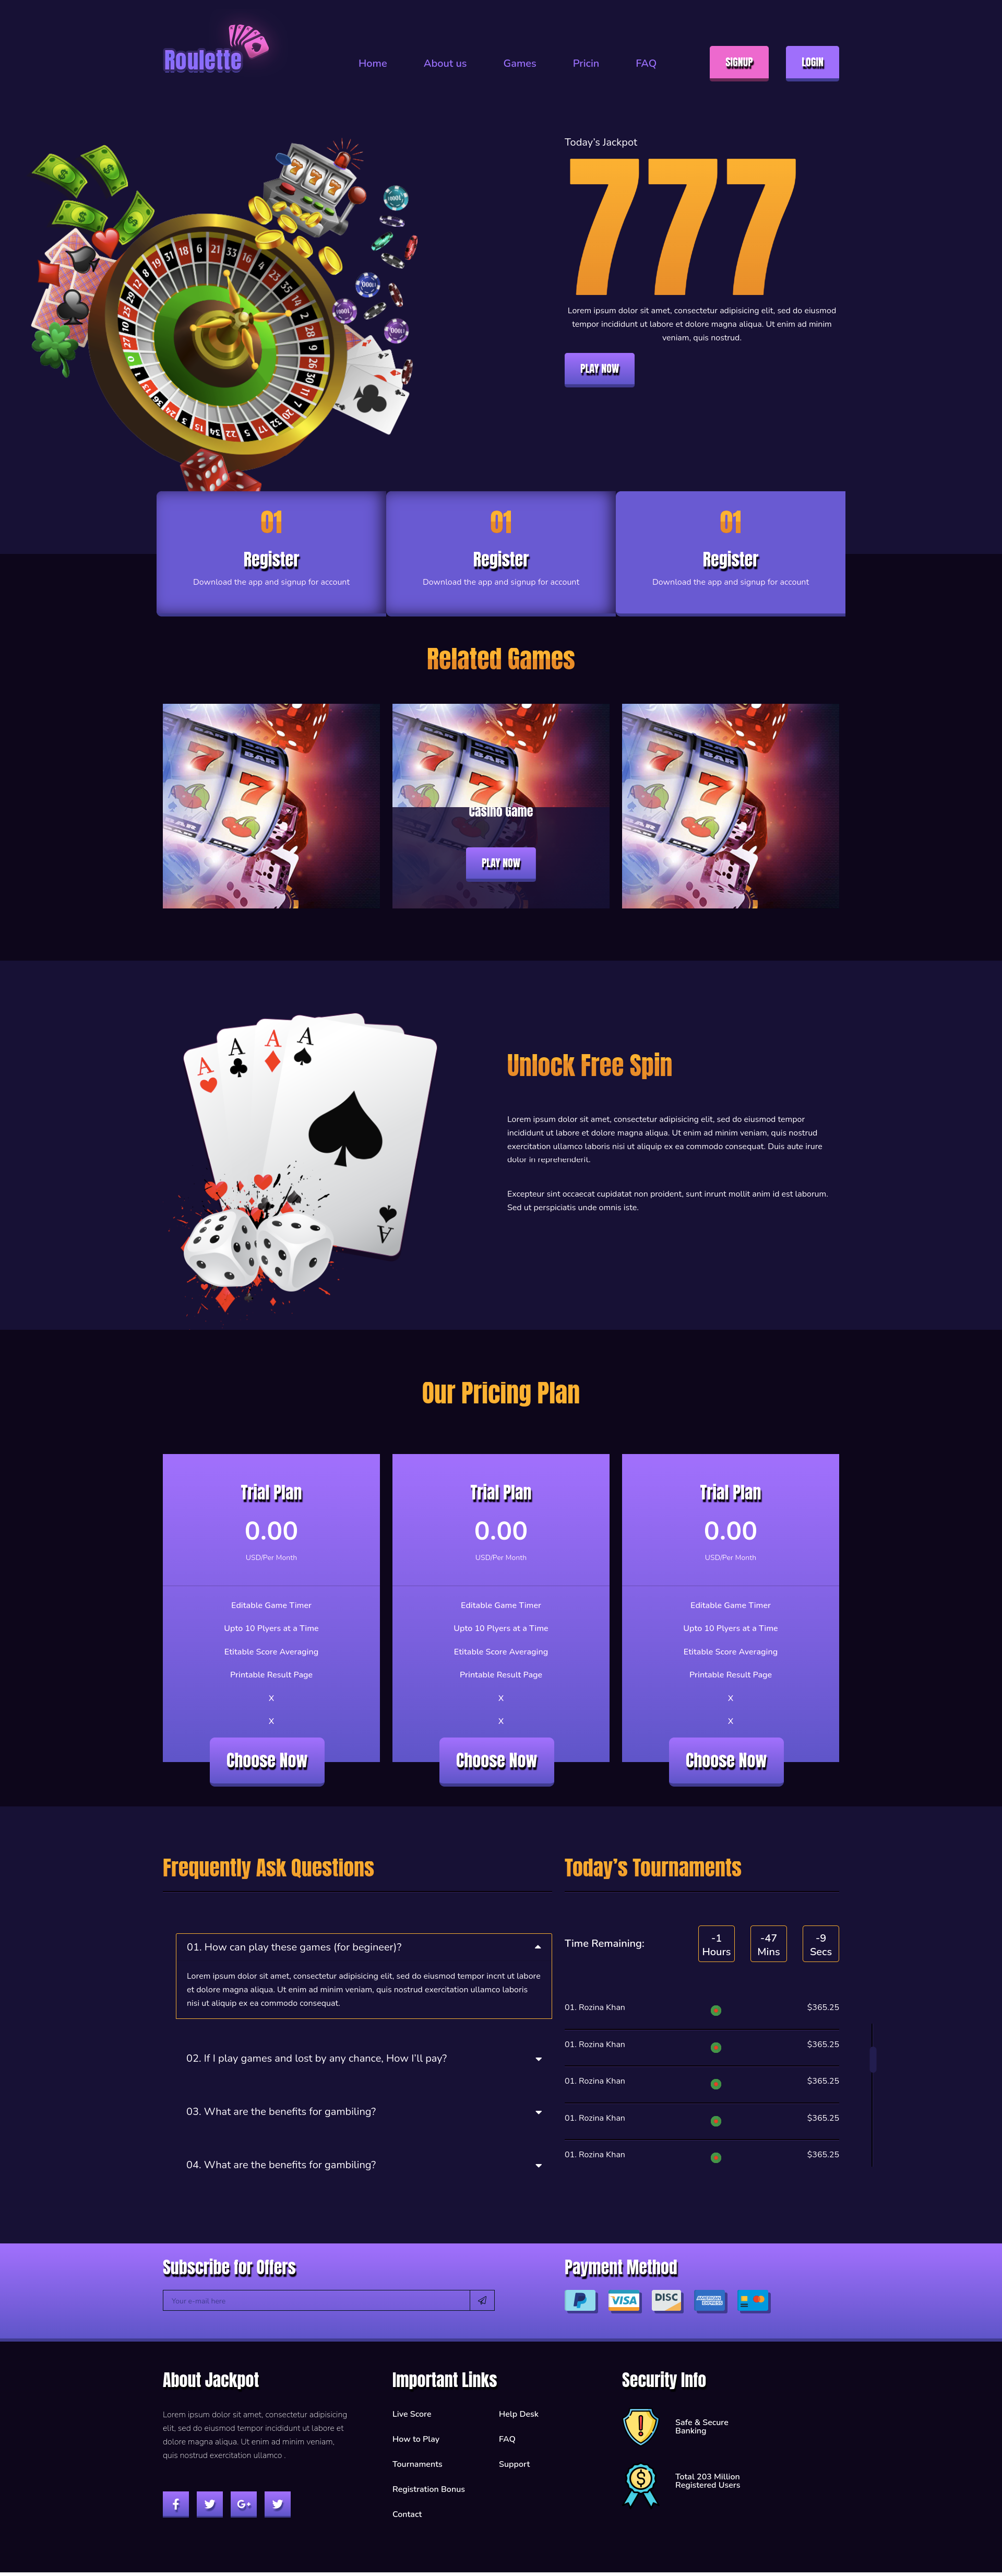 Roulette
Home
About us
Games
Pricin
FAQ
SIGNUP
LOGIN
Today's Jackpot
777
Lorem ipsum dolor sit amet, consectetur adipisicing elit, sed do eiusmod
tempor incididunt ut labore et dolore magna aliqua. Ut enim ad minim
veniam, quis nostrud.
PLAY NOW
01
Register
Download the app and signup for account
01
Register
Download the app and signup for account
01
Register
Download the app and signup for account
Related Games
Casino Game
PLAY NOW
Unlock Free Spin
Lorem ipsum dolor sit amet, consectetur adipisicing elit, sed do eiusmod tempor
incididunt ut labore et dolore magna aliqua. Ut enim ad minim veniam, quis nostrud
exercitation ullamco laboris nisi ut aliquip ex ea commodo consequat. Duis aute irure
dolor in reprehenderit.
Excepteur sint occaecat cupidatat non proident, sunt inrunt mollit anim id est laborum.
Sed ut perspiciatis unde omnis iste.
Our Pricing Plan
Trial Plan
0.00
USD/Per Month
Editable Game Timer
Upto 10 Plyers at a Time
Etitable Score Averaging
Printable Result Page
X
X
Choose Now
Trial Plan
0.00
USD/Per Month
Editable Game Timer
Upto 10 Plyers at a Time
Etitable Score Averaging
Printable Result Page
X
X
Choose Now
Trial Plan
0.00
USD/Per Month
Editable Game Timer
Upto 10 Plyers at a Time
Etitable Score Averaging
Printable Result Page
X
X
Choose Now
Frequently Ask Questions
01. How can play these games (for begineer)?
Lorem ipsum dolor sit amet, consectetur adipisicing elit, sed do eiusmod tempor incnt ut labore
et dolore magna aliqua. Ut enim ad minim veniam, quis nostrud exercitation ullamco laboris
nisi ut aliquip ex ea commodo consequat.
02. If I play games and lost by any chance, How I'll pay?
03. What are the benefits for gambiling?
04. What are the benefits for gambiling?
Today's Tournaments
Time Remaining:
-1
Hours
-47
Mins
-9
Secs
01. Rozina Khan $365.25
01. Rozina Khan $365.25
01. Rozina Khan $365.25
01. Rozina Khan $365.25
01. Rozina Khan $365.25
Subscribe for Offers
Your e-mail here
Payment Method
VISA
DISC
AMERICAN EXPRESS
About Jackpot
Lorem ipsum dolor sit amet, consectetur adipisicing
elit, sed do eiusmod tempor incididunt ut labore et
dolore magna aliqua. Ut enim ad minim veniam,
quis nostrud exercitation ullamco .
Important Links
Live Score
How to Play
Tournaments
Registration Bonus
Contact
Help Desk
FAQ
Support
Security Info
Safe & Secure
Banking
Total 203 Million
Registered Users